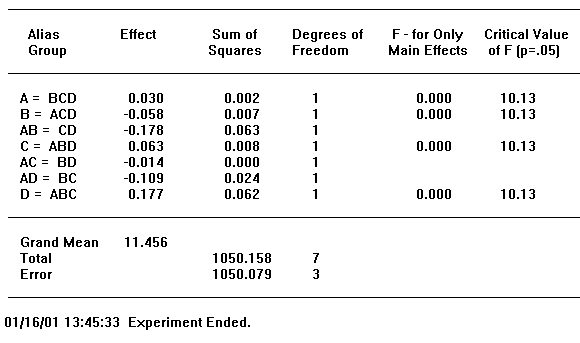 Alias Effect Sum of Degrees of F - for Only Critical Value
Group Squares Freedom Main Effects of F (p=.05)
A = BCD 0.030 0.002 1 0.000 10.13
B = ACD -0.058 0.007 1 0.000 10.13
AB = CD -0.178 0.063 1
C = ABD 0.063 0.008 1 0.000 10.13
AC = BD -0.014 0.000 1
AD = BC -0.109 0.024 1
D = ABC 0.177 0.062 1 0.000 10.13
Grand Mean 11.456
Total 1050.158 7
Error 1050.079 3
01/16/01 13:45:33 Experiment Ended.